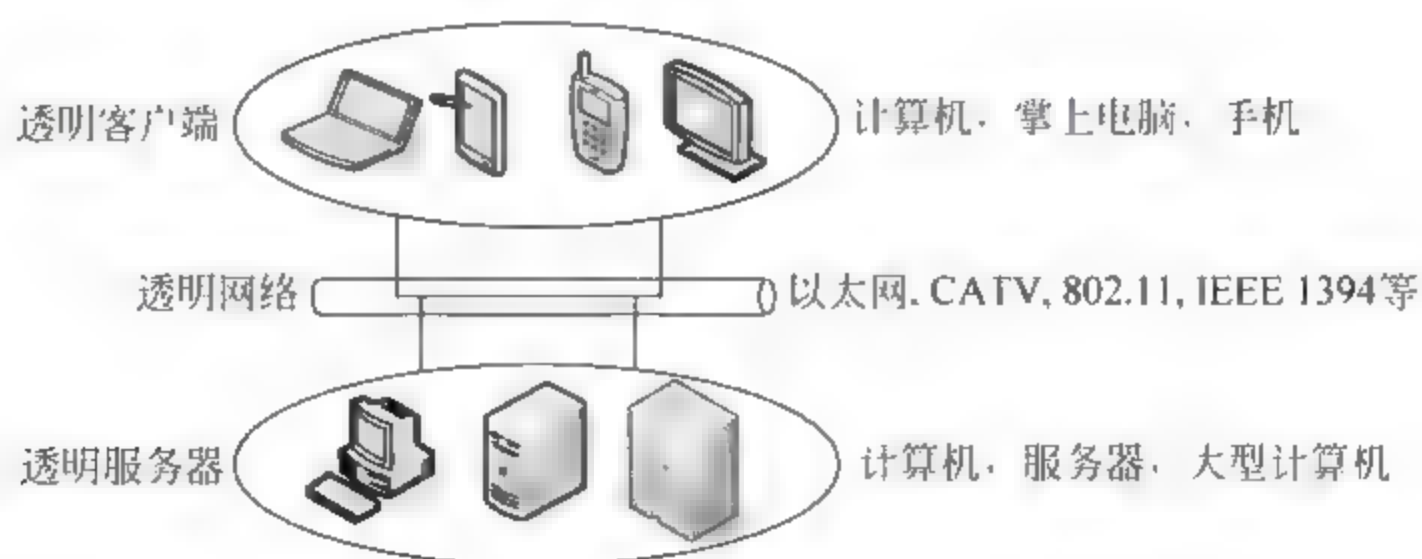 透明客户端 计算机, 掌上电脑, 手机
透明网络 以太网, CATV, 802.11, IEEE 1394等
透明服务器 计算机, 服务器, 大型计算机